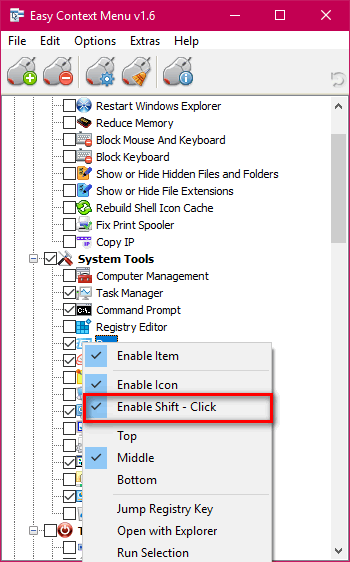 Easy Context Menu v1.6
File Edit Options Extras Help
Restart Windows Explorer
Reduce Memory
Block Mouse And Keyboard
Block Keyboard
Show or Hide Hidden Files and Folders
Show or Hide File Extensions
Rebuild Shell Icon Cache
Fix Print Spooler
Copy IP
System Tools
Computer Management
Task Manager
Command Prompt
Registry Editor
Enable Item
Enable Icon
Enable Shift - Click
Top
Middle
Bottom
Jump Registry Key
Open with Explorer
Run Selection